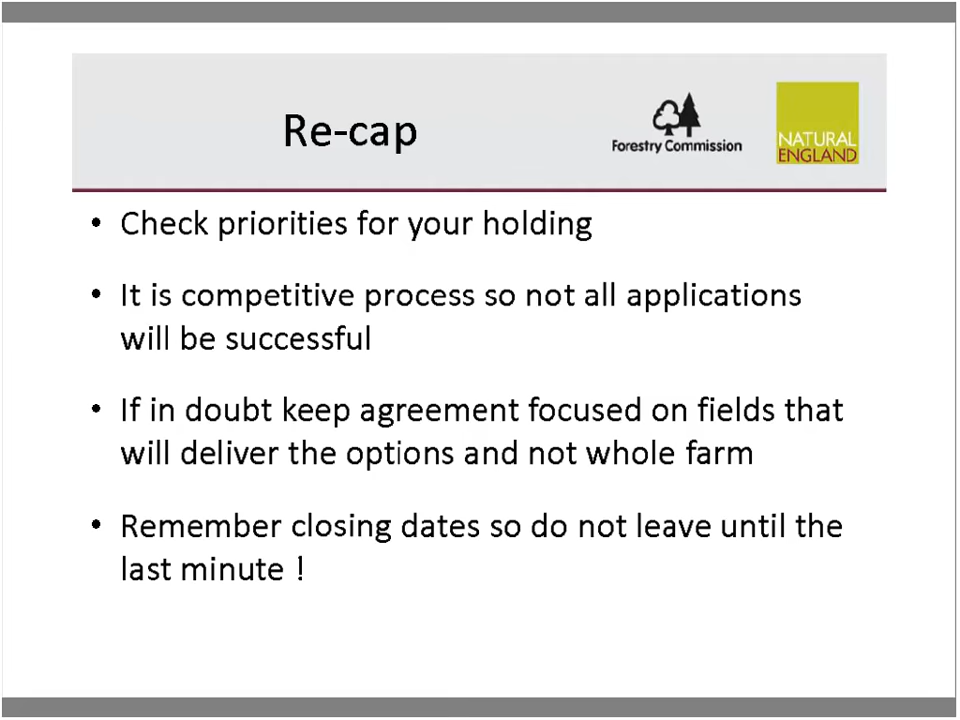 Re-cap
Forestry Commission
NATURAL
ENGLAND
• Check priorities for your holding
• It is competitive process so not all applications
will be successful
• If in doubt keep agreement focused on fields that
will deliver the options and not whole farm
• Remember closing dates so do not leave until the
last minute !